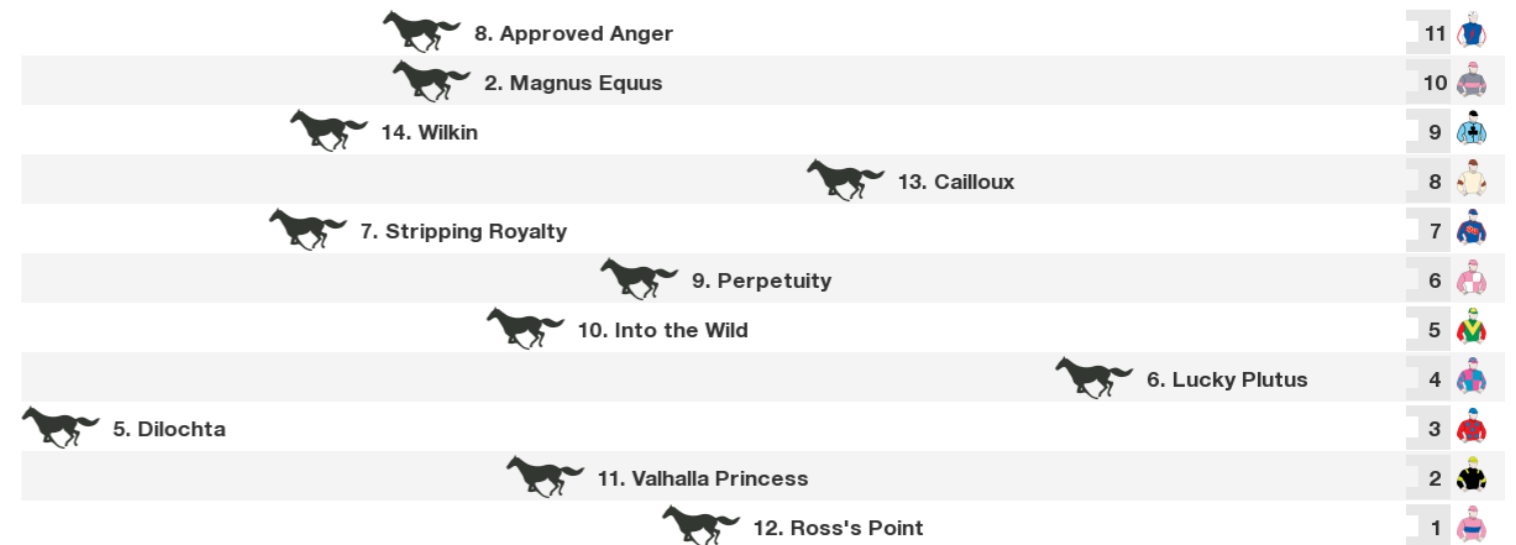 8. Approved Anger 11
2. Magnus Equus 10
14. Wilkin 9
13. Cailloux 8
7. Stripping Royalty 7
9. Perpetuity 6
10. Into the Wild 5
6. Lucky Plutus 4
5. Dilochta 3
11. Valhalla Princess 2
12. Ross's Point 1